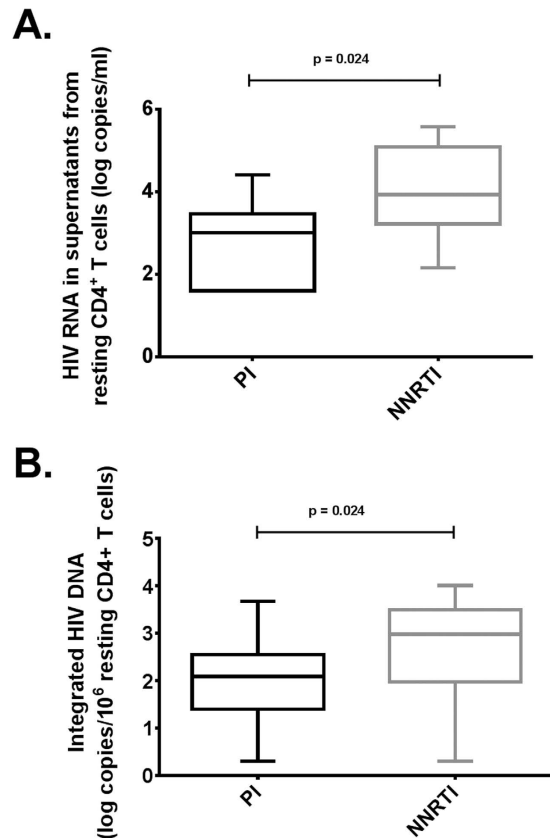 A.
p = 0.024
HIV RNA in supernatants from
resting CD4⁺ T cells (log copies/ml)
6
4
2
0
PI
NNRTI
B.
p = 0.024
Integrated HIV DNA
(log copies/10⁶ resting CD4+ T cells)
5
4
3
2
1
0
PI
NNRTI